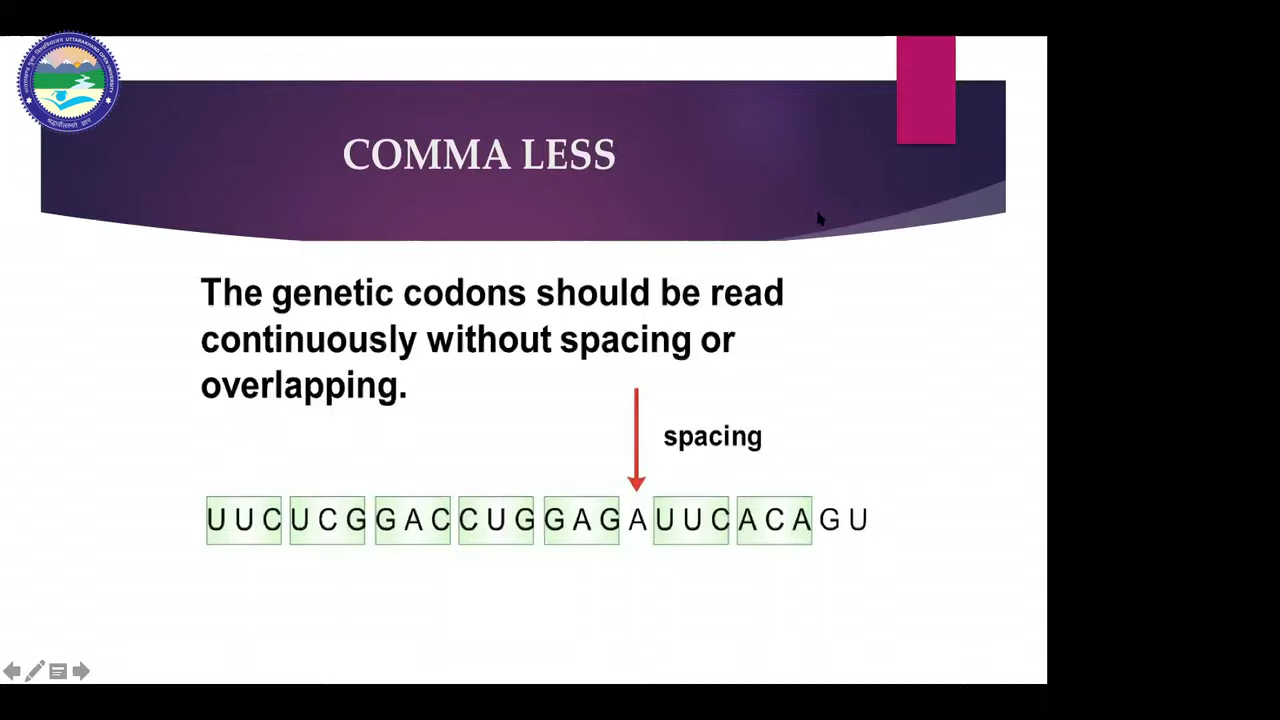 COMMA LESS
The genetic codons should be read
continuously without spacing or
overlapping.
spacing
U U C U C G G A C C U G G A G A U U C A C A G U